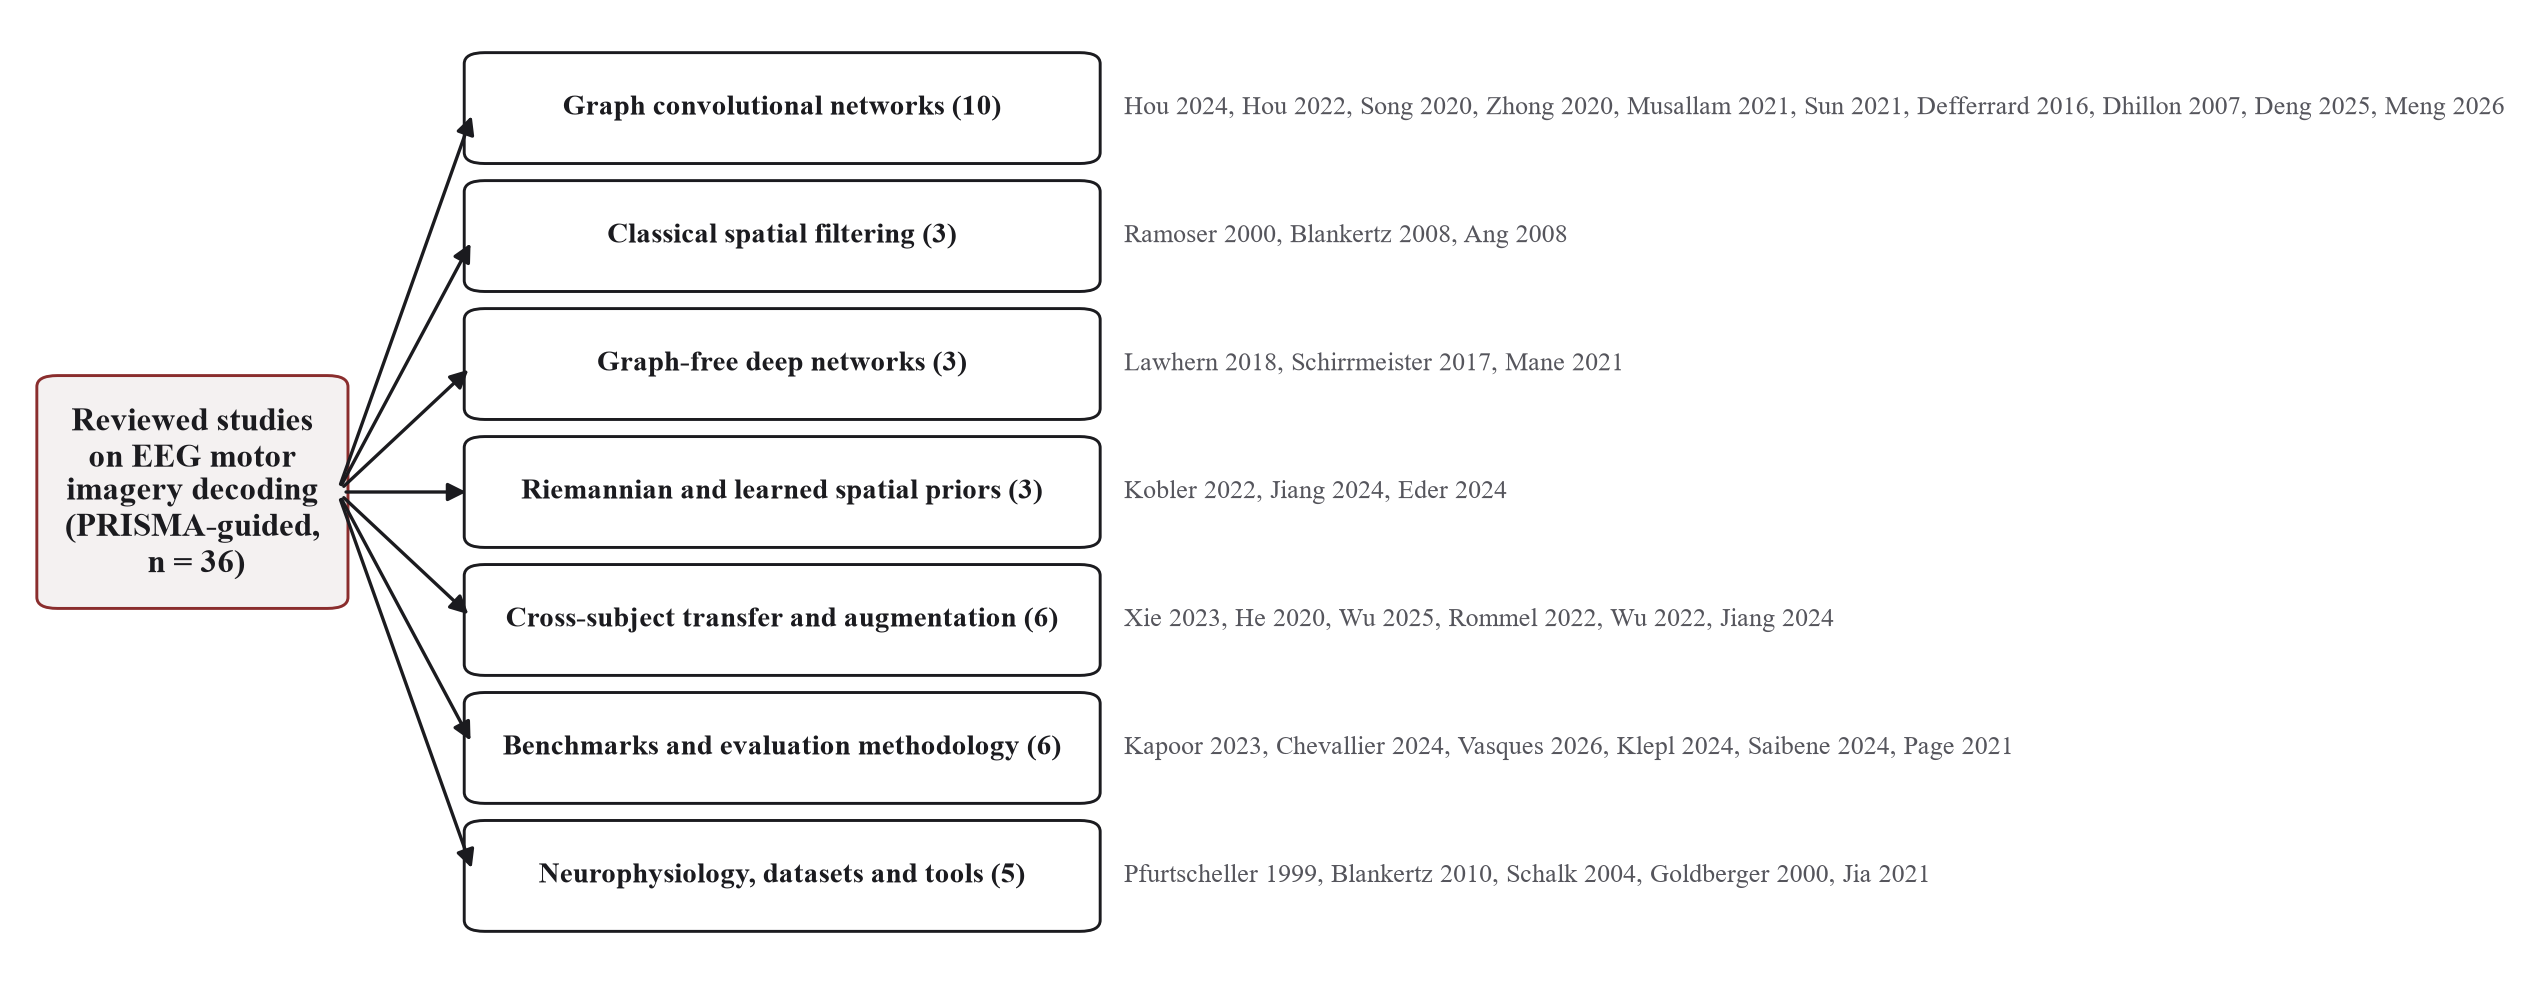 Graph convolutional networks (10)
Hou 2024, Hou 2022, Song 2020, Zhong 2020, Musallam 2021, Sun 2021, Defferrard 2016, Dhillon 2007, Deng 2025, Meng 2026
Classical spatial filtering (3)
Ramoser 2000, Blankertz 2008, Ang 2008
Graph-free deep networks (3)
Lawhern 2018, Schirrmeister 2017, Mane 2021
Reviewed studies
on EEG motor
imagery decoding
(PRISMA-guided,
n = 36)
Riemannian and learned spatial priors (3)
Kobler 2022, Jiang 2024, Eder 2024
Cross-subject transfer and augmentation (6)
Xie 2023, He 2020, Wu 2025, Rommel 2022, Wu 2022, Jiang 2024
Benchmarks and evaluation methodology (6)
Kapoor 2023, Chevallier 2024, Vasques 2026, Klepl 2024, Saibene 2024, Page 2021
Neurophysiology, datasets and tools (5)
Pfurtscheller 1999, Blankertz 2010, Schalk 2004, Goldberger 2000, Jia 2021